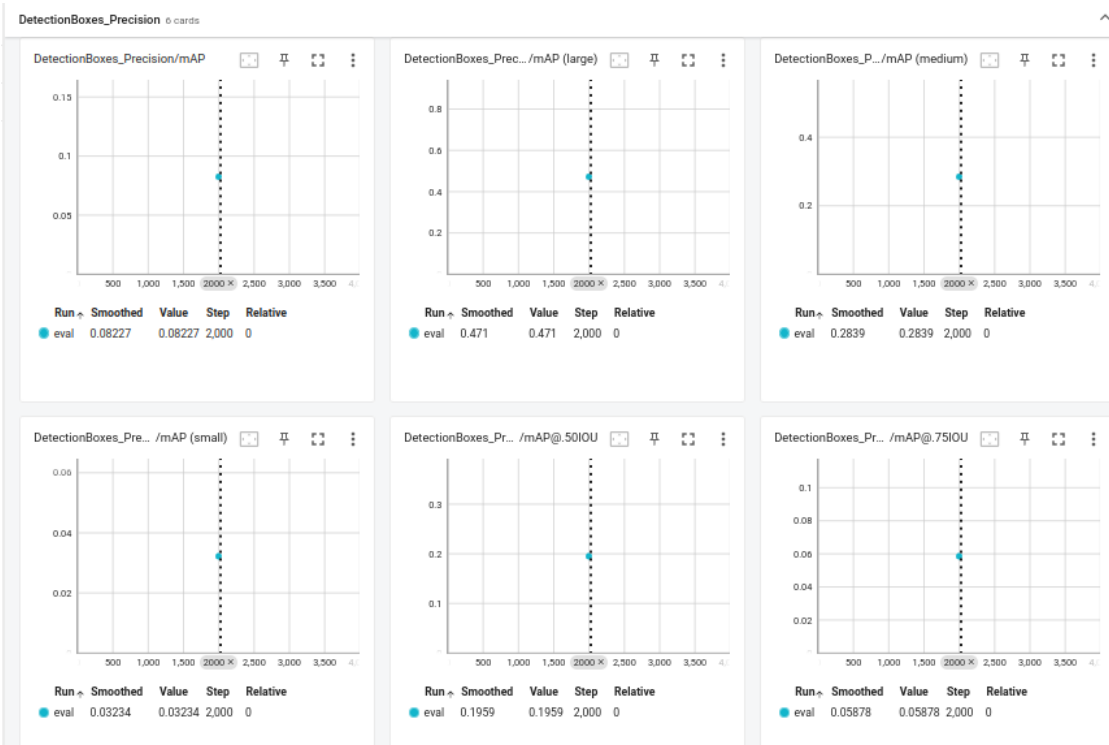 DetectionBoxes_Precision 6 cards
DetectionBoxes_Precision/mAP
0.15
0.1
0.05
500 1,000 1,500 2000 × 2,500 3,000 3,500 4,
Run Smoothed Value Step Relative
eval 0.08227 0.08227 2,000 0
DetectionBoxes_Prec.../mAP (large)
0.8
0.6
0.4
0.2
500 1,000 1,500 2000 × 2,500 3,000 3,500 4,
Run Smoothed Value Step Relative
eval 0.471 0.471 2,000 0
DetectionBoxes_P.../mAP (medium)
0.4
0.2
500 1,000 1,500 2000 × 2,500 3,000 3,500 4,
Run Smoothed Value Step Relative
eval 0.2839 0.2839 2,000 0
DetectionBoxes_Pre... /mAP (small)
0.06
0.04
0.02
500 1,000 1,500 2000 × 2,500 3,000 3,500 4,
Run Smoothed Value Step Relative
eval 0.03234 0.03234 2,000 0
DetectionBoxes_Pr... /mAP@.50IOU
0.3
0.2
0.1
500 1,000 1,500 2000 × 2,500 3,000 3,500 4,
Run Smoothed Value Step Relative
eval 0.1959 0.1959 2,000 0
DetectionBoxes_Pr... /mAP@.75IOU
0.1
0.08
0.06
0.04
0.02
500 1,000 1,500 2000 × 2,500 3,000 3,500 4,
Run Smoothed Value Step Relative
eval 0.05878 0.05878 2,000 0